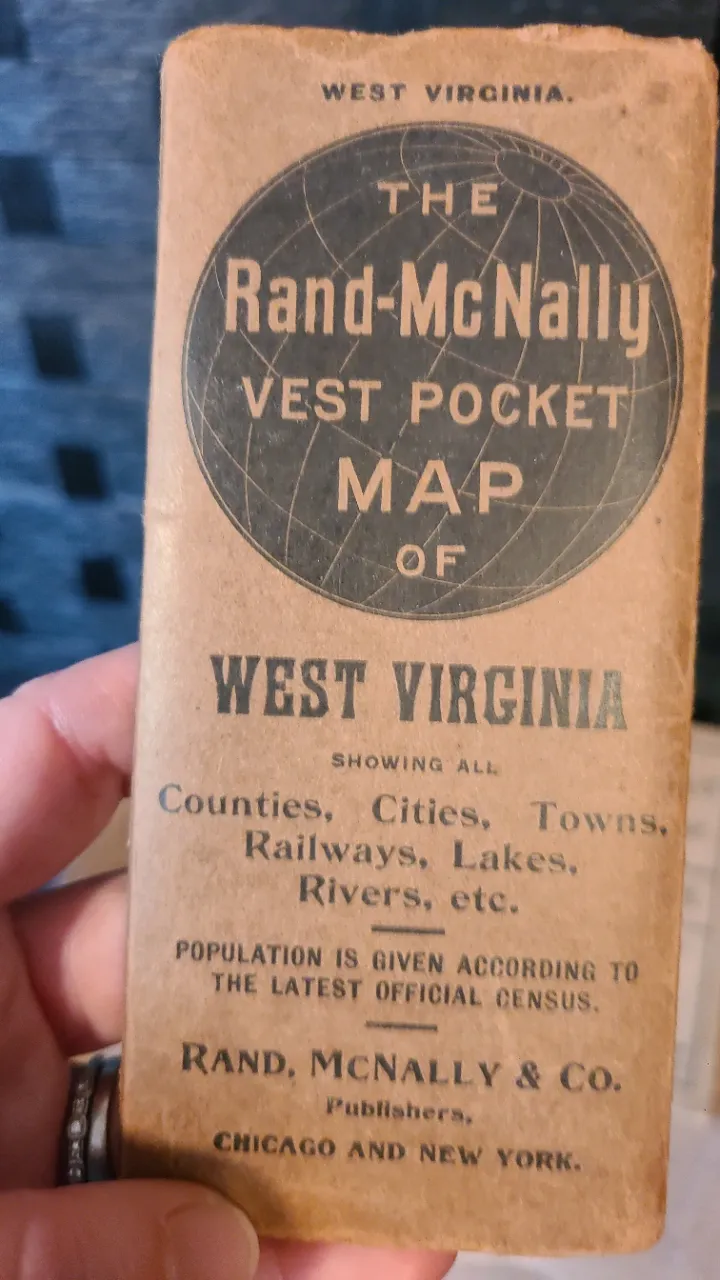 WEST VIRGINIA.
THE
Rand-McNally
VEST POCKET
MAP
OF
WEST VIRGINIA
SHOWING ALL
Counties, Cities, Towns,
Railways, Lakes,
Rivers, etc.
POPULATION IS GIVEN ACCORDING TO
THE LATEST OFFICIAL CENSUS.
RAND, MCNALLY & CO.
Publishers,
CHICAGO AND NEW YORK.